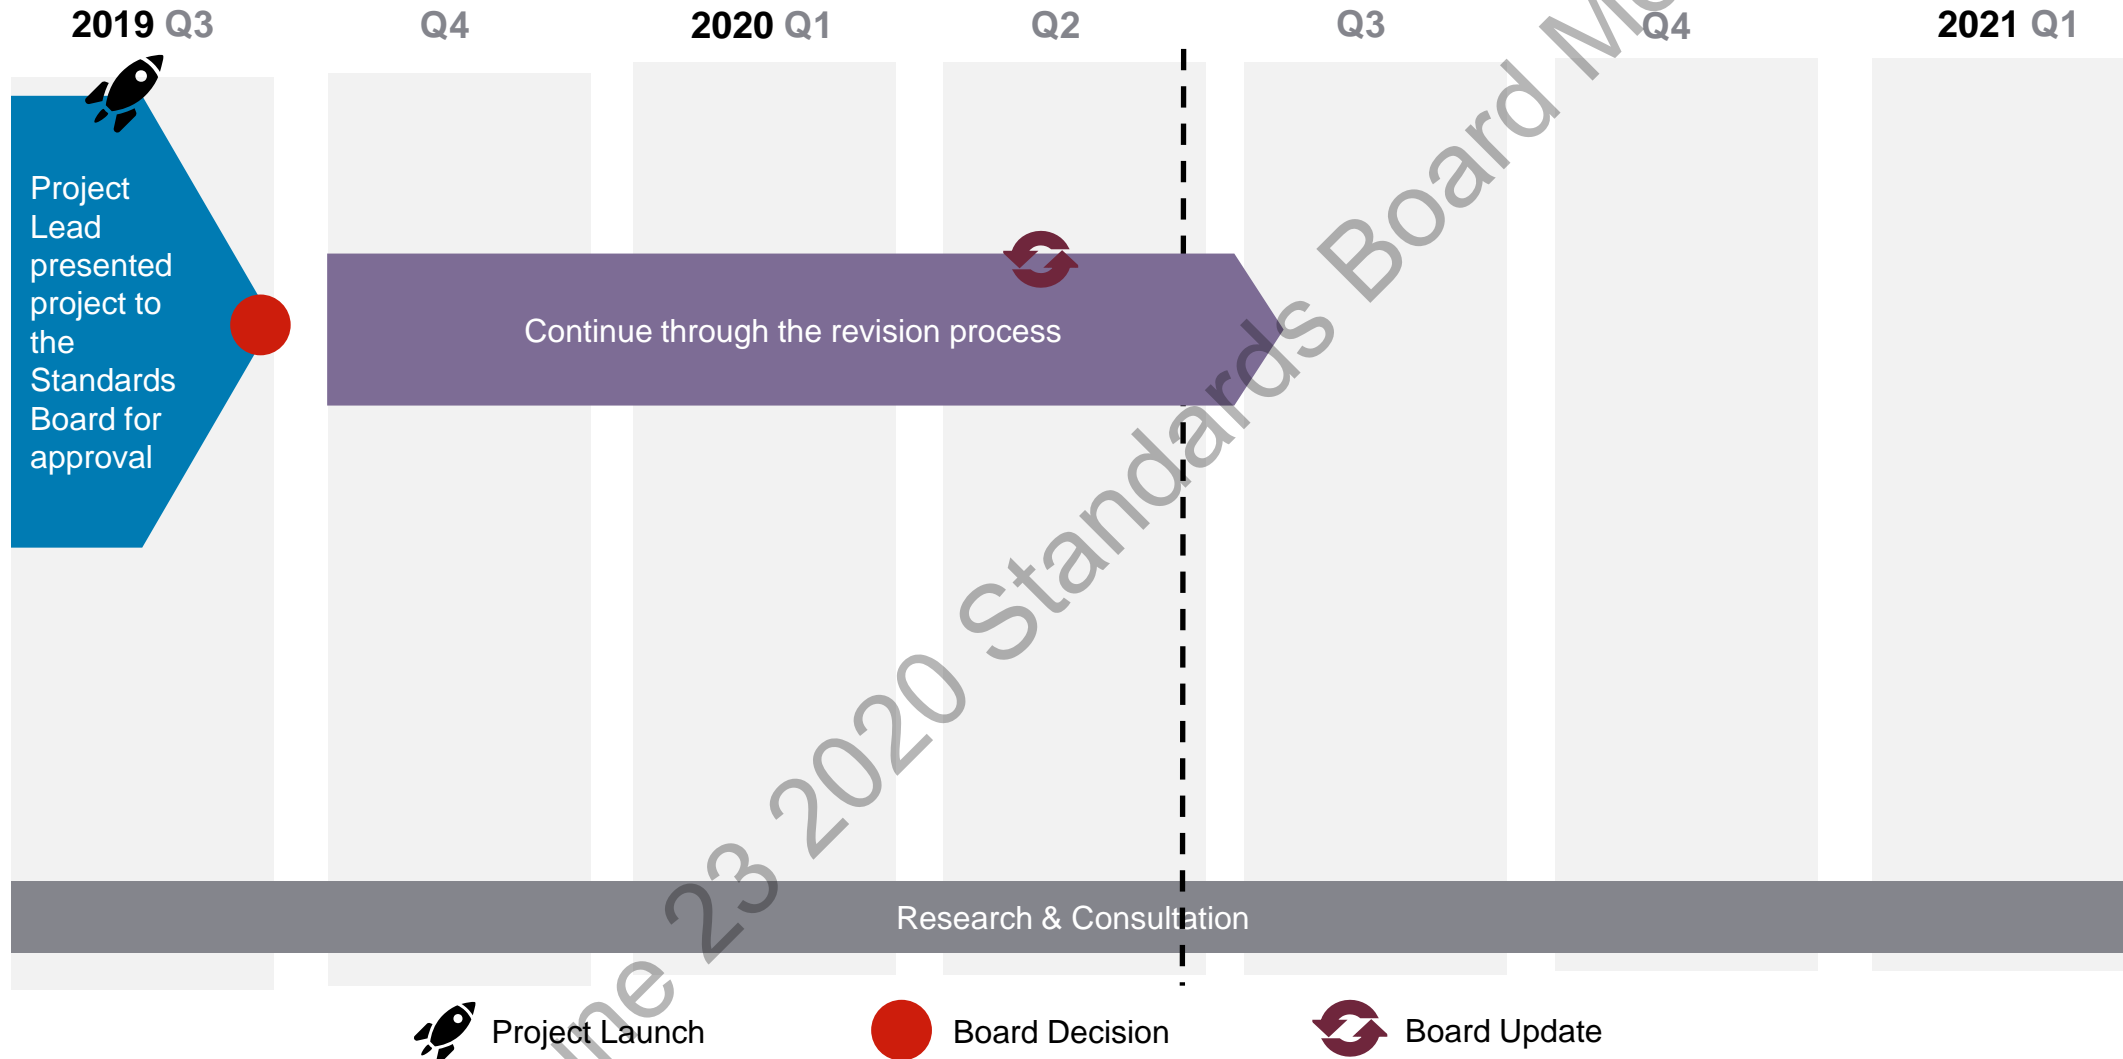 2019 Q3 Q4 2020 Q1 Q2 Q3 Q4 2021 Q1
Project
Lead
presented
project to
the
Standards
Board for
approval
Continue through the revision process
Research & Consultation
Project Launch Board Decision Board Update
23 2020 Standards Board